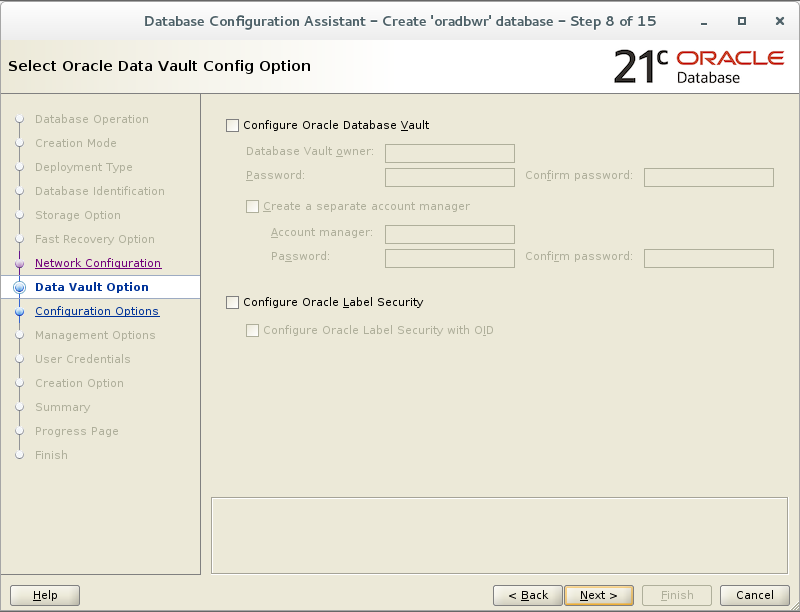 Database Configuration Assistant – Create 'oradbwr' database – Step 8 of 15
Select Oracle Data Vault Config Option
21c ORACLE
Database
Database Operation
Creation Mode
Deployment Type
Database Identification
Storage Option
Fast Recovery Option
Network Configuration
Data Vault Option
Configuration Options
Management Options
User Credentials
Creation Option
Summary
Progress Page
Finish
Configure Oracle Database Vault
Database Vault owner:
Password: Confirm password:
Create a separate account manager
Account manager:
Password: Confirm password:
Configure Oracle Label Security
Configure Oracle Label Security with OID
Help < Back Next > Finish Cancel